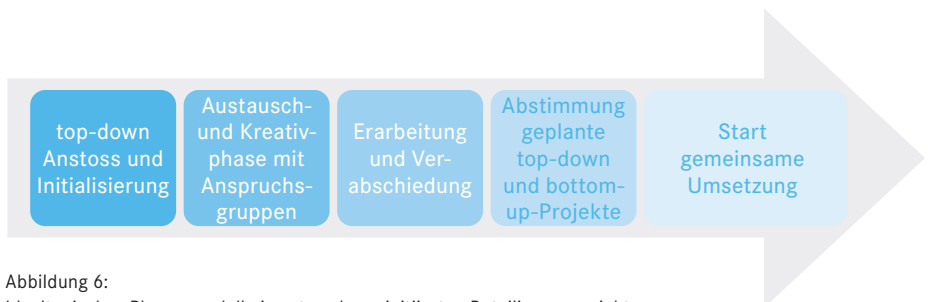 top-down
Anstoss und
Initialisierung
Austausch-
und Kreativ-
phase mit
Anspruchs-
gruppen
Erarbeitung
und Ver-
abschiedung
Abstimmung
geplante
top-down
und bottom-
up-Projekte
Start
gemeinsame
Umsetzung
Abbildung 6: